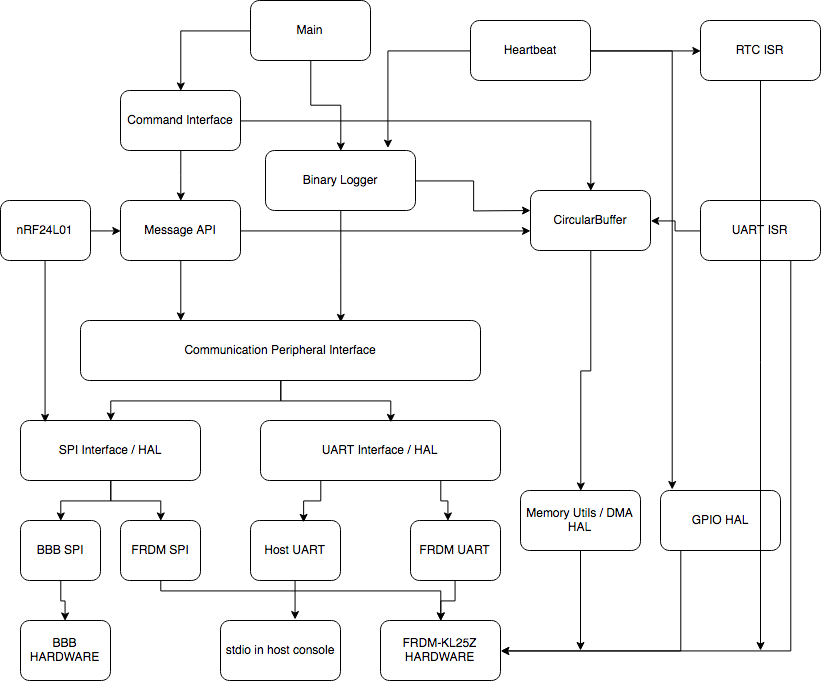 Main
Heartbeat
RTC ISR
Command Interface
Binary Logger
nRF24L01
Message API
CircularBuffer
UART ISR
Communication Peripheral Interface
SPI Interface / HAL
UART Interface / HAL
Memory Utils / DMA
HAL
GPIO HAL
BBB SPI
FRDM SPI
Host UART
FRDM UART
BBB
HARDWARE
stdio in host console
FRDM-KL25Z
HARDWARE